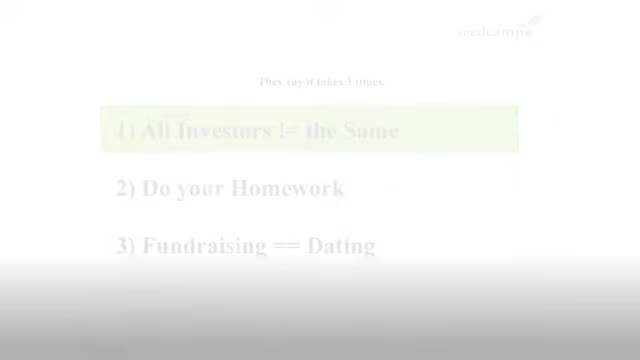 seedcamp
They say it takes 3 times
1) All Investors != the Same
2) Do your Homework
3) Fundraising == Dating